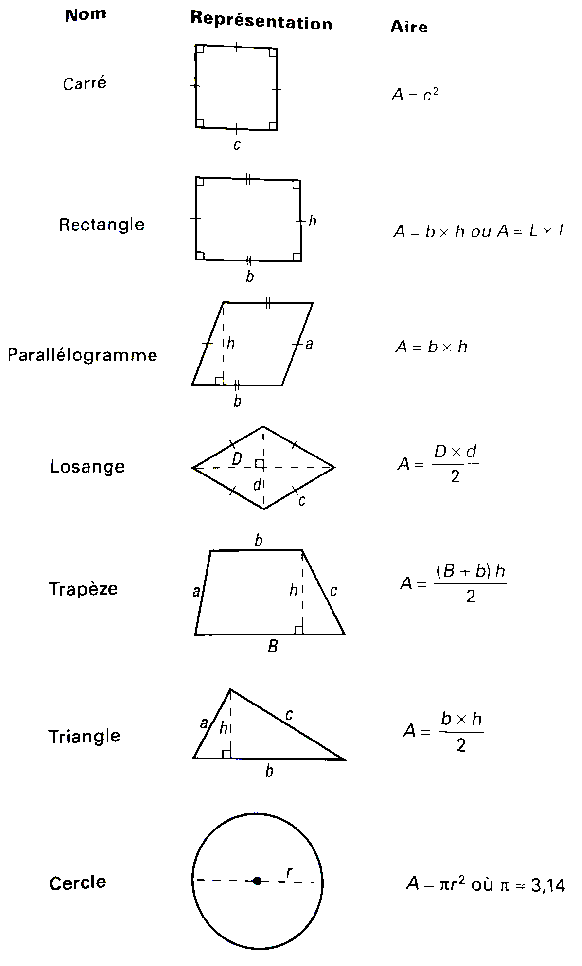 Nom Représentation Aire
Carré
c
A = c²
Rectangle
h
b
A = b × h ou A = L × l
Parallélogramme
h
a
b
A = b × h
Losange
D
d
c
A = D × d / 2
Trapèze
b
a
h
c
B
A = (B + b) h / 2
Triangle
a
h
c
b
A = b × h / 2
Cercle
r
A = πr² où π = 3,14